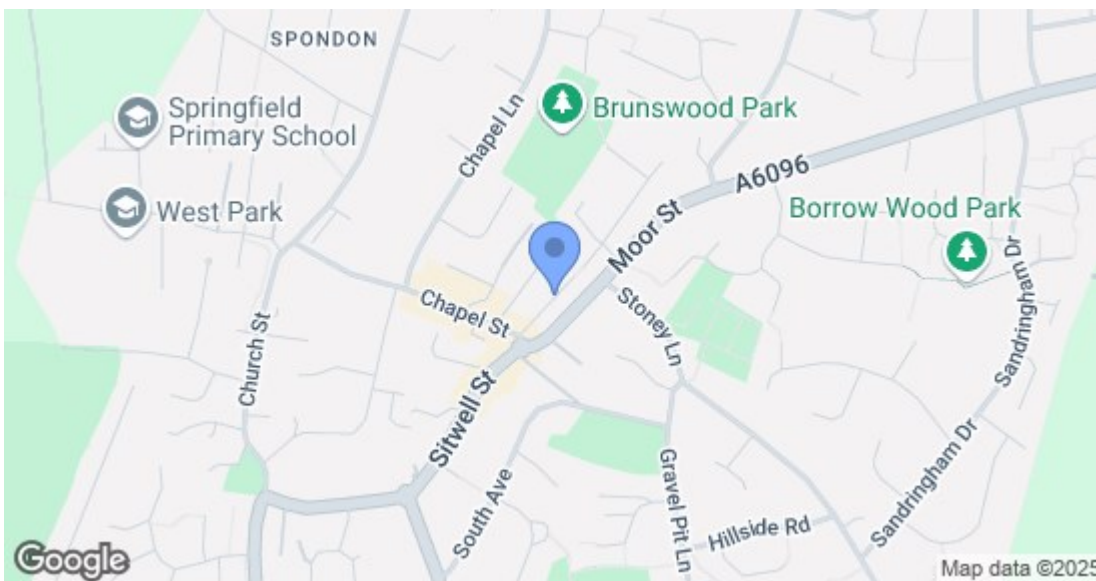 SPONDON
Springfield
Primary School
West Park
Chapel Ln
Brunswood Park
A6096
Moor St
Borrow Wood Park
Chapel St
Church St
Stoney Ln
Sitwell St
Sandringham Dr
Sandringham Dr
South Ave
Gravel Pit Ln
Hillside Rd
Google
Map data ©2025